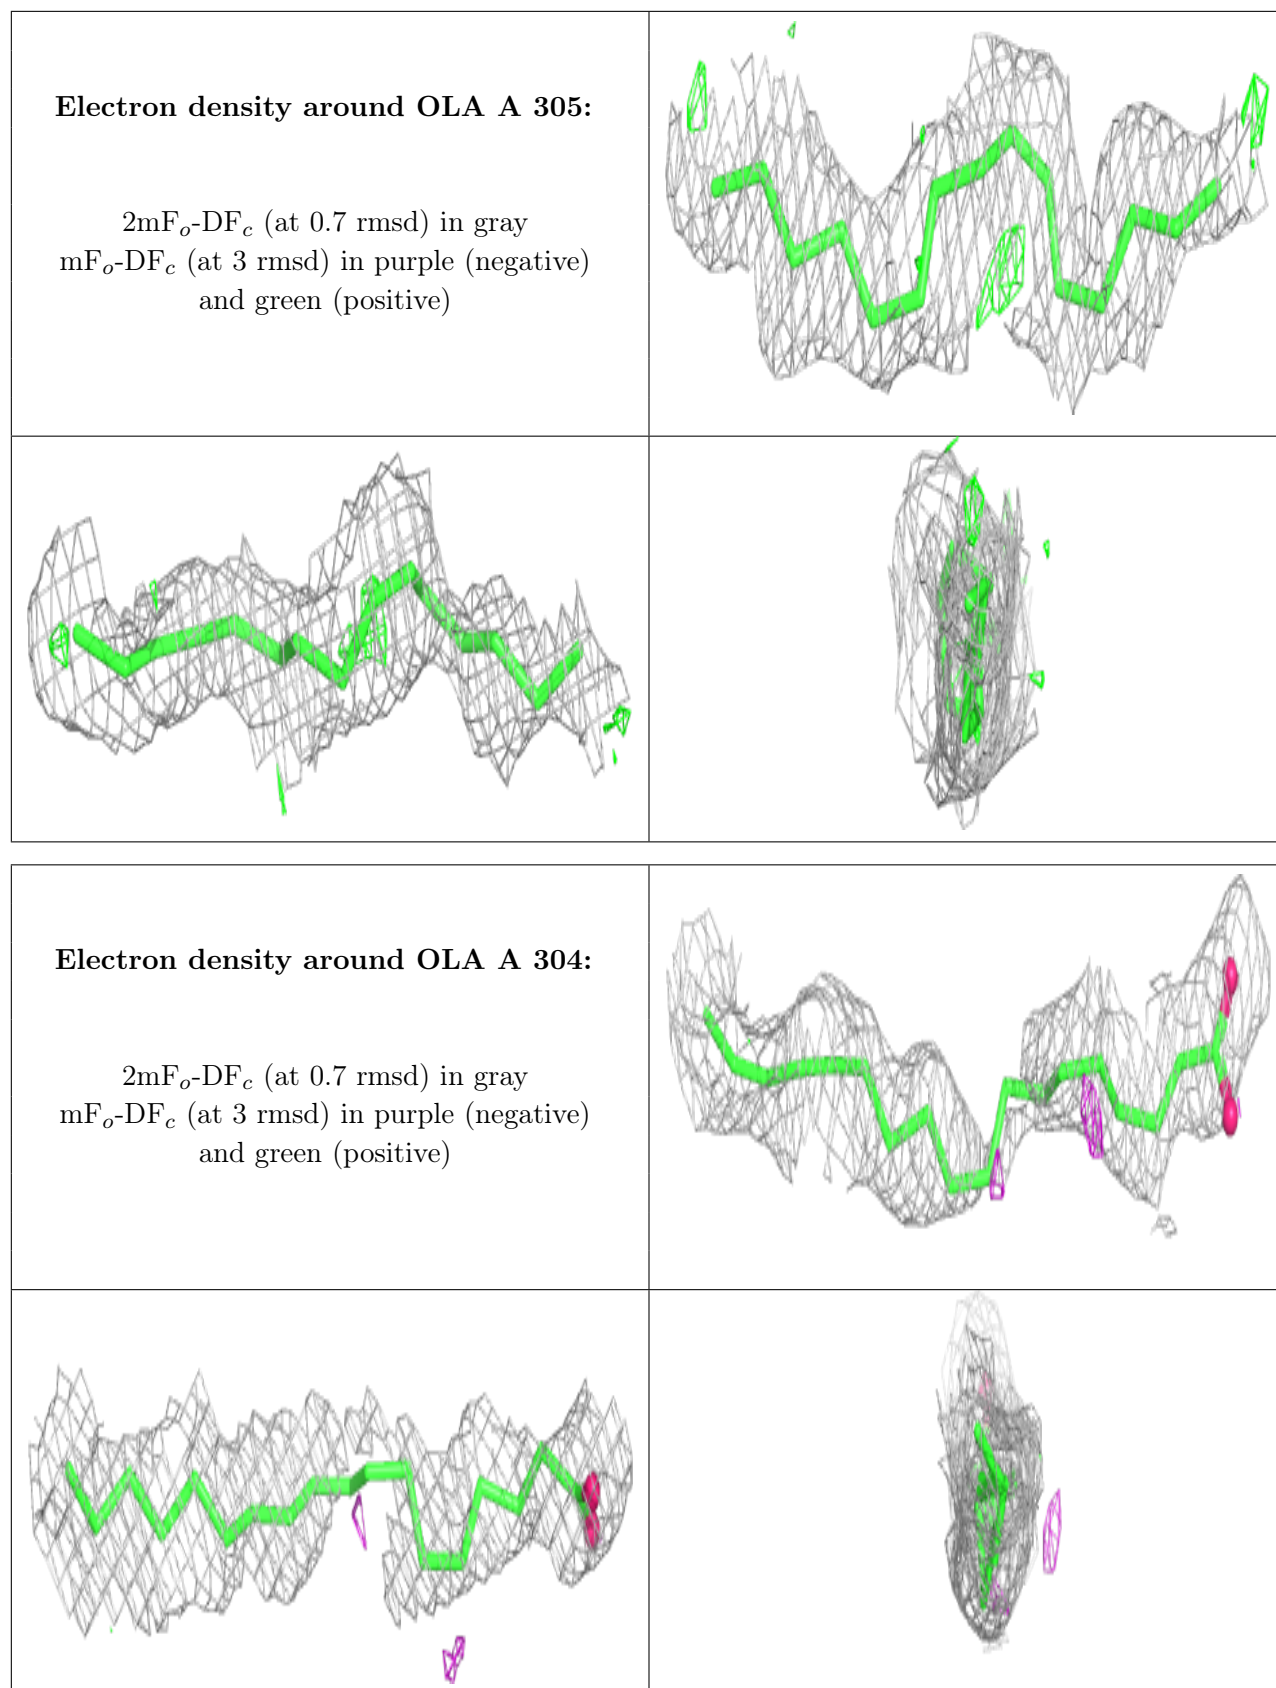 Electron density around OLA A 305:
2mFo-DFc (at 0.7 rmsd) in gray
mFo-DFc (at 3 rmsd) in purple (negative)
and green (positive)
Electron density around OLA A 304:
2mFo-DFc (at 0.7 rmsd) in gray
mFo-DFc (at 3 rmsd) in purple (negative)
and green (positive)